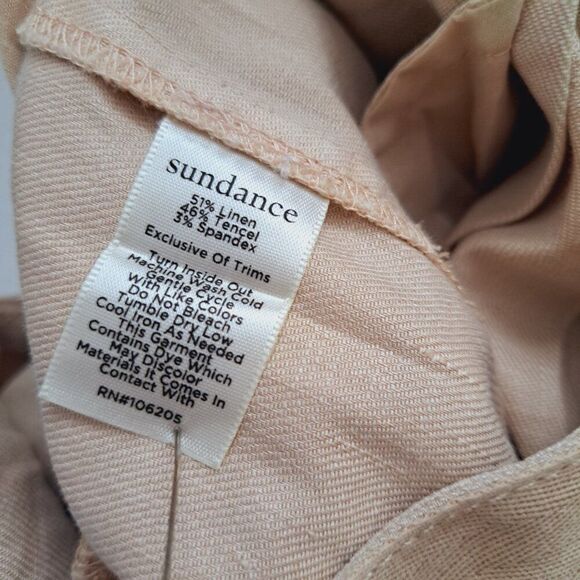 sundance
51% Linen
46% Tencel
3% Spandex
Exclusive Of Trims
Turn Inside Out
Machine Wash Cold
Gentle Cycle
With Like Colors
Do Not Bleach
Tumble Dry Low
Cool Iron As Needed
This Garment
Contains Dye Which
May Discolor
Materials It Comes In
Contact With
RN#106205